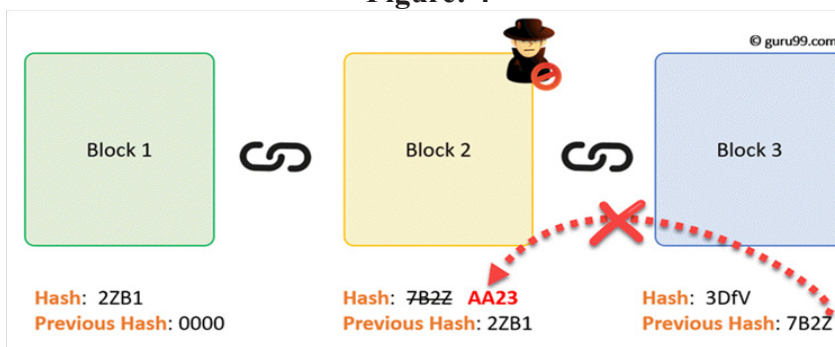 © guru99.com
Block 1
Block 2
Block 3
Hash: 2ZB1
Previous Hash: 0000
Hash: 7B2Z AA23
Previous Hash: 2ZB1
Hash: 3DfV
Previous Hash: 7B2Z